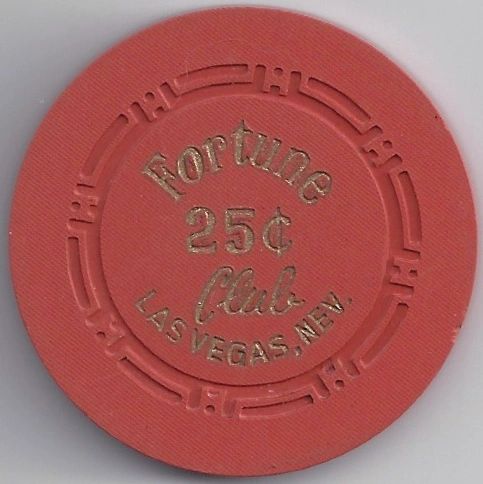 Fortune
25¢
Club
LAS VEGAS, NEV.